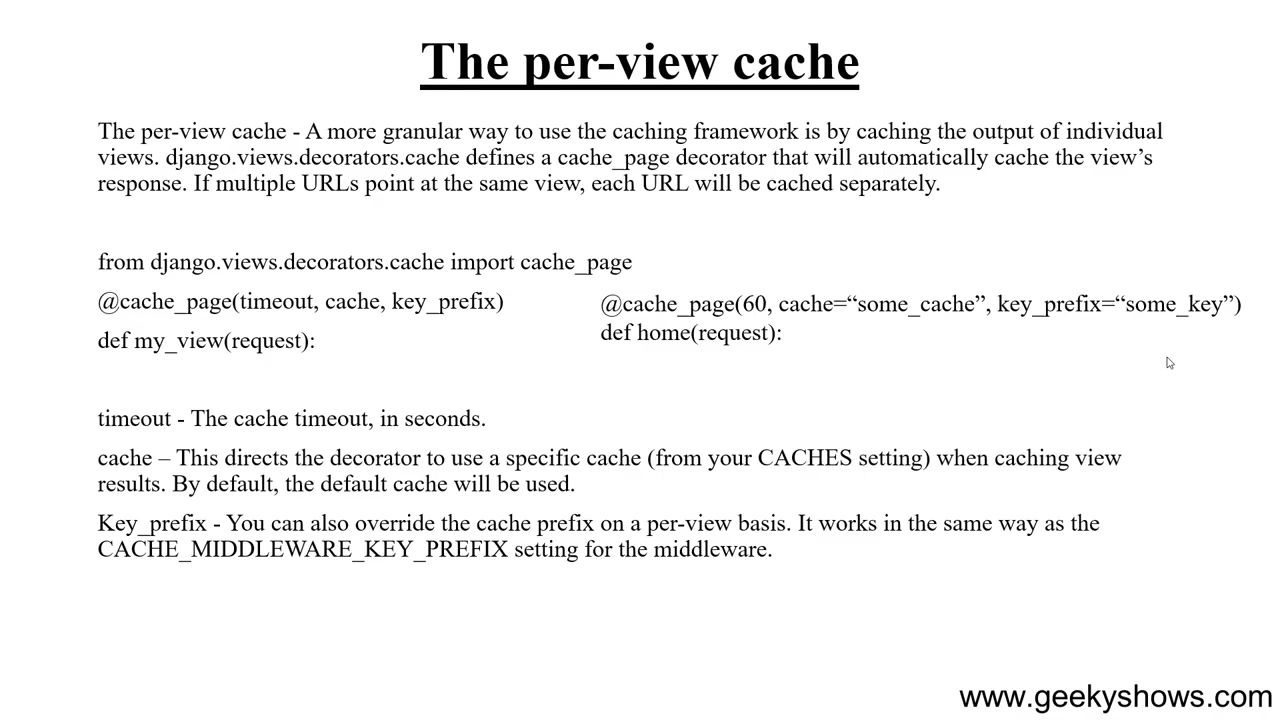 The per-view cache
The per-view cache - A more granular way to use the caching framework is by caching the output of individual
views. django.views.decorators.cache defines a cache_page decorator that will automatically cache the view’s
response. If multiple URLs point at the same view, each URL will be cached separately.
from django.views.decorators.cache import cache_page
@cache_page(timeout, cache, key_prefix)
def my_view(request):
@cache_page(60, cache=“some_cache”, key_prefix=“some_key”)
def home(request):
timeout - The cache timeout, in seconds.
cache – This directs the decorator to use a specific cache (from your CACHES setting) when caching view
results. By default, the default cache will be used.
Key_prefix - You can also override the cache prefix on a per-view basis. It works in the same way as the
CACHE_MIDDLEWARE_KEY_PREFIX setting for the middleware.
www.geekyshows.com